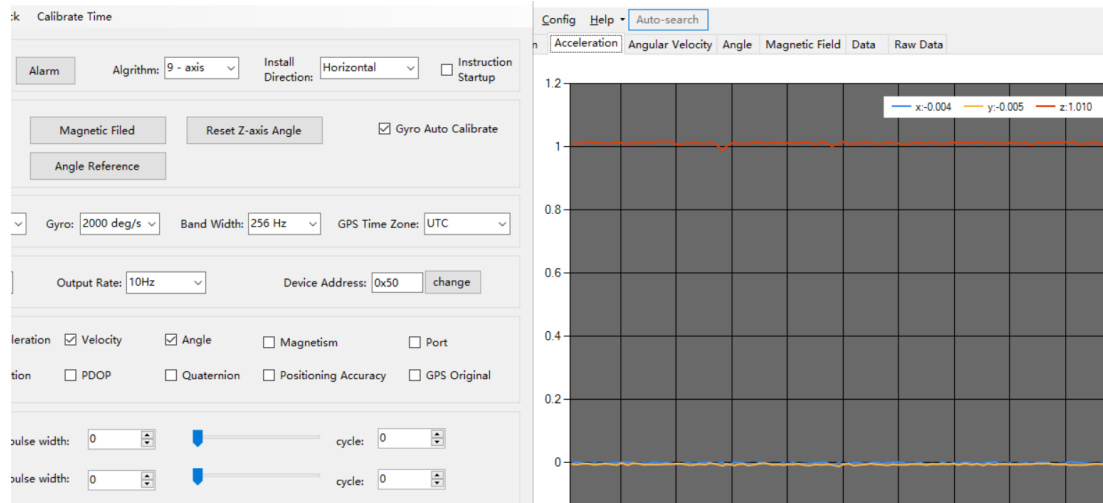 ck Calibrate Time
Alarm Algrithm: 9 - axis Install Direction: Horizontal Instruction Startup
Magnetic Filed Reset Z-axis Angle Gyro Auto Calibrate
Angle Reference
Gyro: 2000 deg/s Band Width: 256 Hz GPS Time Zone: UTC
Output Rate: 10Hz Device Address: 0x50 change
leration Velocity Angle Magnetism Port
tion PDOP Quaternion Positioning Accuracy GPS Original
pulse width: 0 cycle: 0
pulse width: 0 cycle: 0
Config Help Auto-search
n Acceleration Angular Velocity Angle Magnetic Field Data Raw Data
x:-0.004 y:-0.005 z:1.010
1.2
1
0.8
0.6
0.4
0.2
0